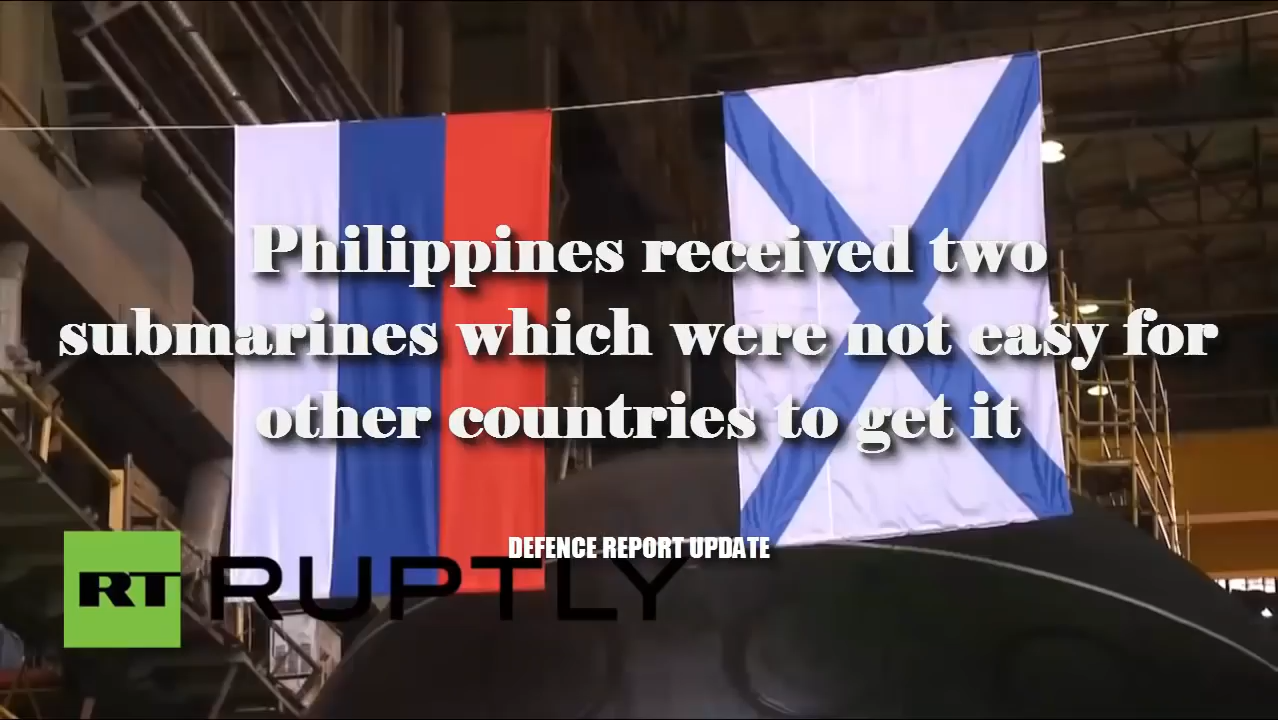 Philippines received two
submarines which were not easy for
other countries to get it
DEFENCE REPORT UPDATE
RT RUPTLY